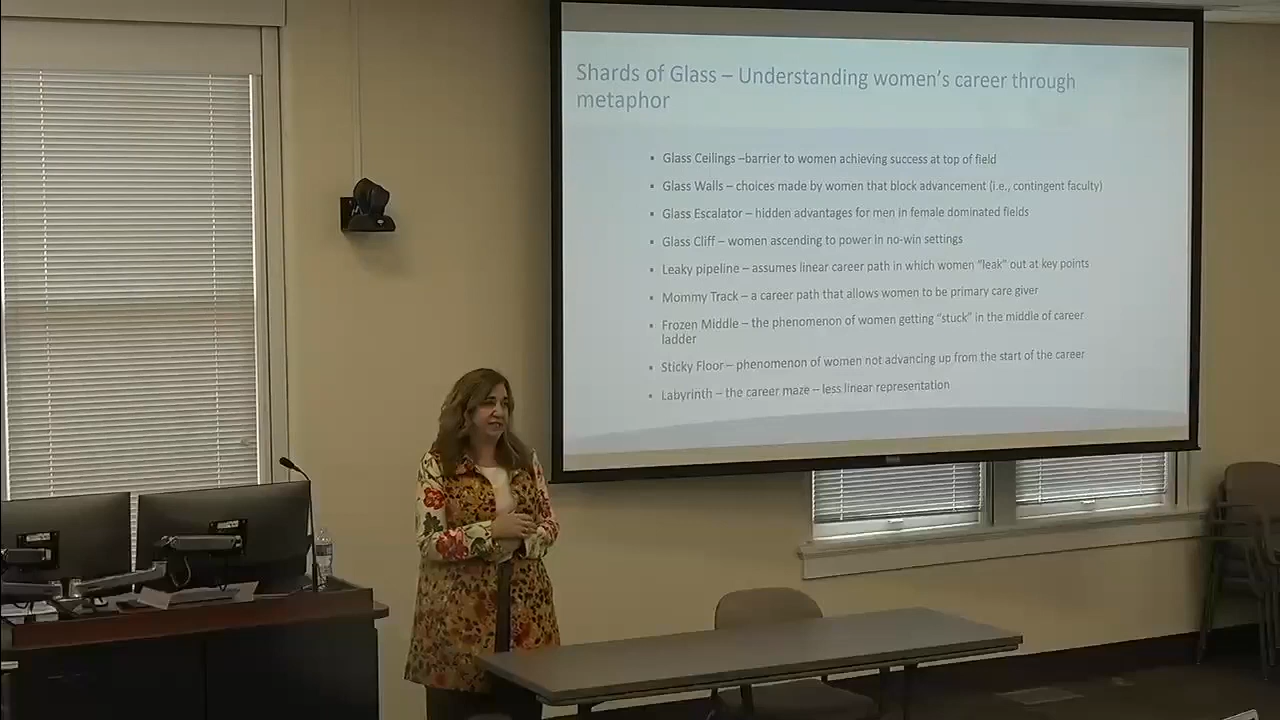 Shards of Glass – Understanding women's career through
metaphor
▪ Glass Ceilings –barrier to women achieving success at top of field
▪ Glass Walls – choices made by women that block advancement (i.e., contingent faculty)
▪ Glass Escalator – hidden advantages for men in female dominated fields
▪ Glass Cliff – women ascending to power in no-win settings
▪ Leaky pipeline – assumes linear career path in which women "leak" out at key points
▪ Mommy Track – a career path that allows women to be primary care giver
▪ Frozen Middle – the phenomenon of women getting "stuck" in the middle of career
ladder
▪ Sticky Floor – phenomenon of women not advancing up from the start of the career
▪ Labyrinth – the career maze – less linear representation